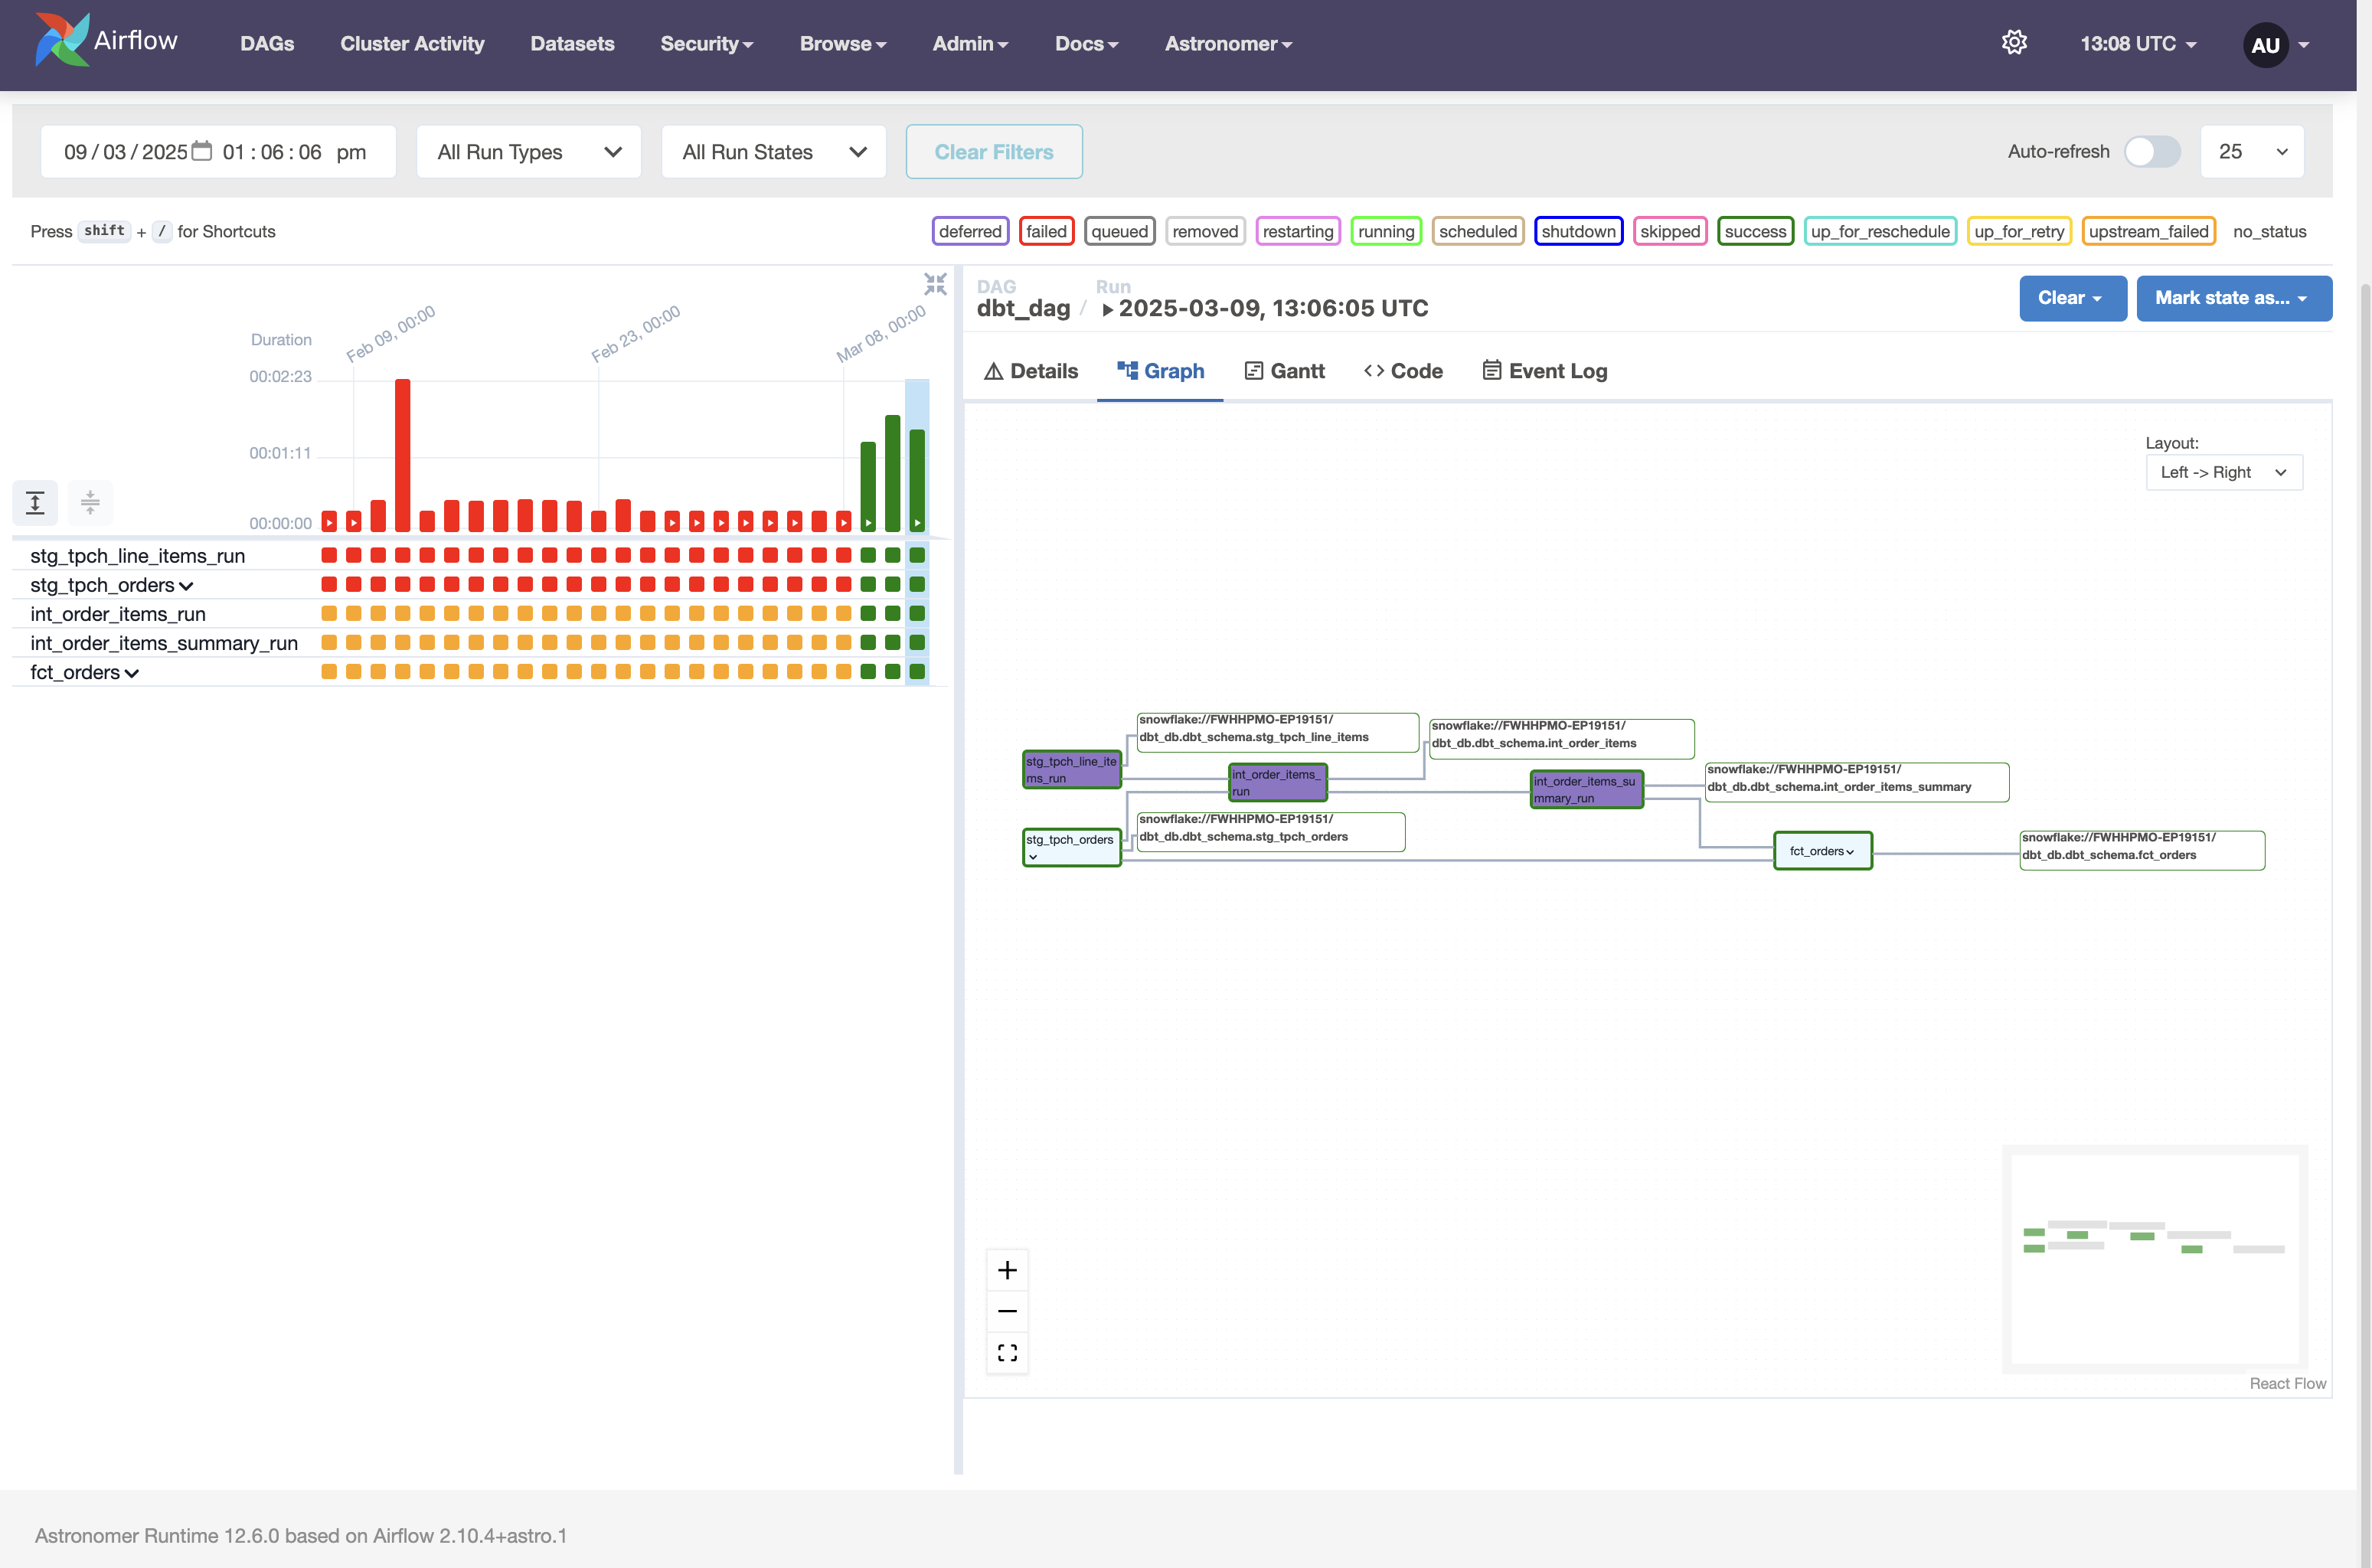 Airflow DAGs Cluster Activity Datasets Security Browse Admin Docs Astronomer 13:08 UTC AU
09/03/2025 01:06:06 pm All Run Types All Run States Clear Filters Auto-refresh 25
Press shift + / for Shortcuts
deferred failed queued removed restarting running scheduled shutdown skipped success up_for_reschedule up_for_retry upstream_failed no_status
Feb 09, 00:00 Feb 23, 00:00 Mar 08, 00:00
Duration
00:02:23
00:01:11
00:00:00
stg_tpch_line_items_run
stg_tpch_orders
int_order_items_run
int_order_items_summary_run
fct_orders
DAG Run
dbt_dag / 2025-03-09, 13:06:05 UTC
Clear Mark state as...
Details Graph Gantt Code Event Log
Layout:
Left -> Right
stg_tpch_line_ite
ms_run
snowflake://FWHHPMO-EP19151/
dbt_db.dbt_schema.stg_tpch_line_items
snowflake://FWHHPMO-EP19151/
dbt_db.dbt_schema.int_order_items
int_order_items_
run
int_order_items_su
mmary_run
snowflake://FWHHPMO-EP19151/
dbt_db.dbt_schema.int_order_items_summary
stg_tpch_orders
snowflake://FWHHPMO-EP19151/
dbt_db.dbt_schema.stg_tpch_orders
fct_orders
snowflake://FWHHPMO-EP19151/
dbt_db.dbt_schema.fct_orders
React Flow
Astronomer Runtime 12.6.0 based on Airflow 2.10.4+astro.1